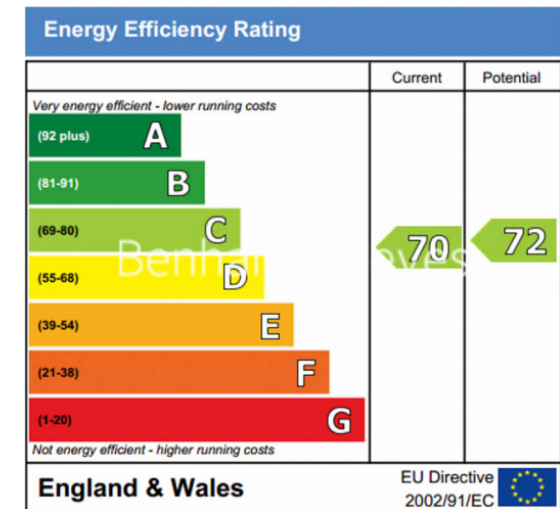 Energy Efficiency Rating
Current Potential
Very energy efficient - lower running costs
(92 plus) A
(81-91) B
(69-80) C
70 72
Benham & Reeves
(55-68) D
(39-54) E
(21-38) F
(1-20) G
Not energy efficient - higher running costs
England & Wales
EU Directive
2002/91/EC